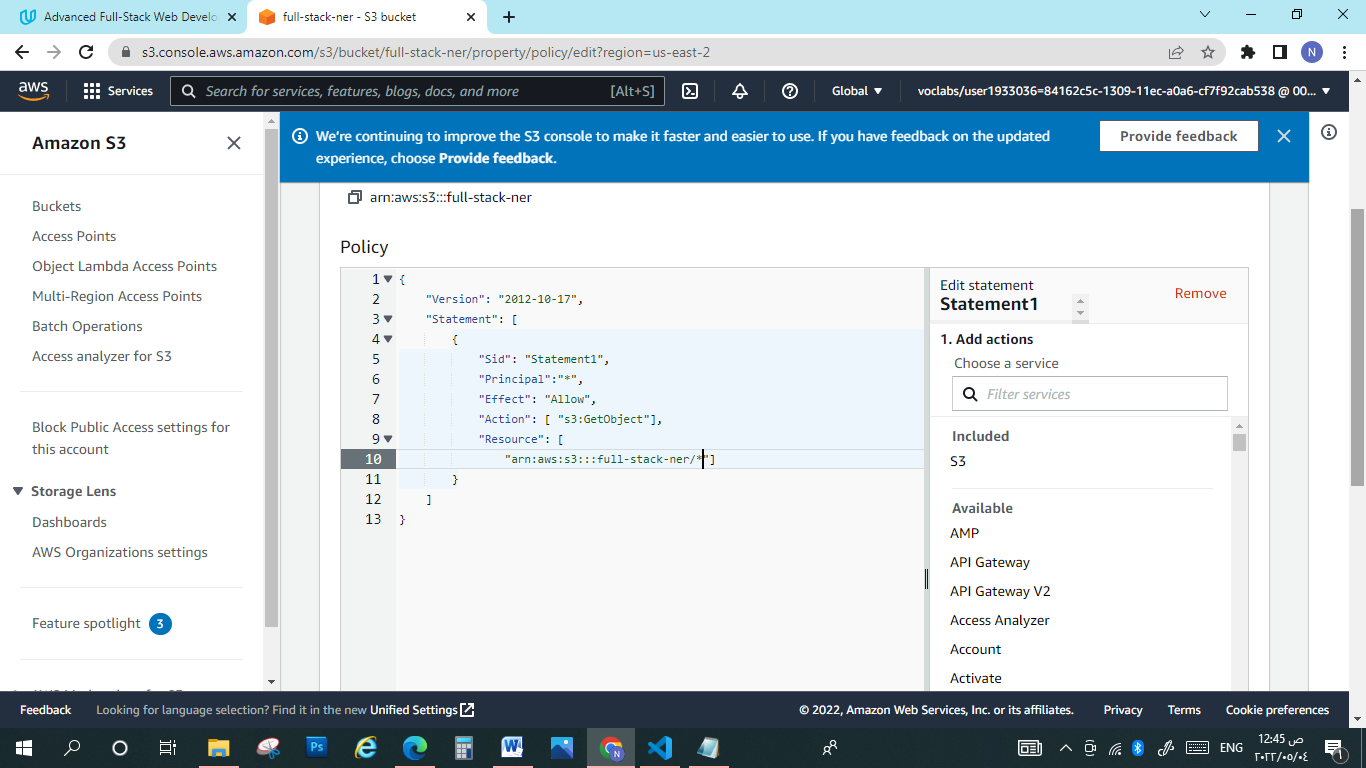 Advanced Full-Stack Web Develo
full-stack-ner - S3 bucket
s3.console.aws.amazon.com/s3/bucket/full-stack-ner/property/policy/edit?region=us-east-2
N
aws
Services
Search for services, features, blogs, docs, and more
[Alt+S]
Global
voclabs/user1933036=84162c5c-1309-11ec-a0a6-cf7f92cab538 @ 00...
Amazon S3
Buckets
Access Points
Object Lambda Access Points
Multi-Region Access Points
Batch Operations
Access analyzer for S3
Block Public Access settings for
this account
Storage Lens
Dashboards
AWS Organizations settings
Feature spotlight 3
We're continuing to improve the S3 console to make it faster and easier to use. If you have feedback on the updated
experience, choose Provide feedback.
Provide feedback
arn:aws:s3:::full-stack-ner
Policy
1 {
2 "Version": "2012-10-17",
3 "Statement": [
4 {
5 "Sid": "Statement1",
6 "Principal":"*",
7 "Effect": "Allow",
8 "Action": [ "s3:GetObject"],
9 "Resource": [
10 "arn:aws:s3:::full-stack-ner/*"]
11 }
12 ]
13 }
Edit statement
Statement1
Remove
1. Add actions
Choose a service
Filter services
Included
S3
Available
AMP
API Gateway
API Gateway V2
Access Analyzer
Account
Activate
Feedback
Looking for language selection? Find it in the new Unified Settings
© 2022, Amazon Web Services, Inc. or its affiliates.
Privacy
Terms
Cookie preferences
Ps
W
N
ENG
12:45 ص
٢٠٢٢/٠٥/٠٤
1